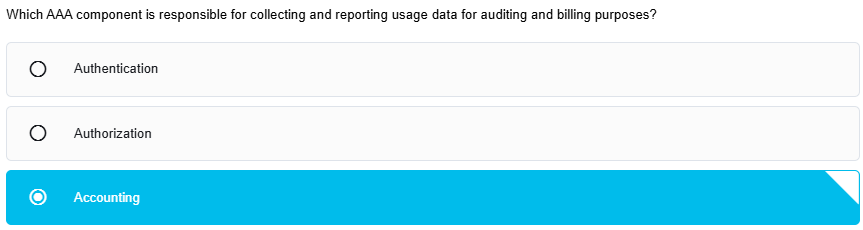 Which AAA component is responsible for collecting and reporting usage data for auditing and billing purposes?
Authentication
Authorization
Accounting